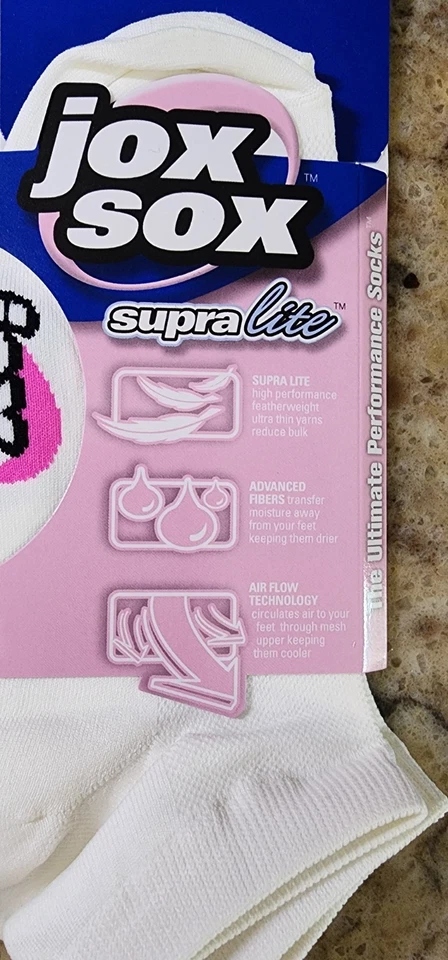 jox
sox
TM
supra lite
TM
SUPRA LITE
high performance
featherweight
ultra thin yarns
reduce bulk
ADVANCED
FIBERS transfer
moisture away
from your feet
keeping them drier
AIR FLOW
TECHNOLOGY
circulates air to your
feet through mesh
upper keeping
them cooler
The Ultimate Performance Socks
TM